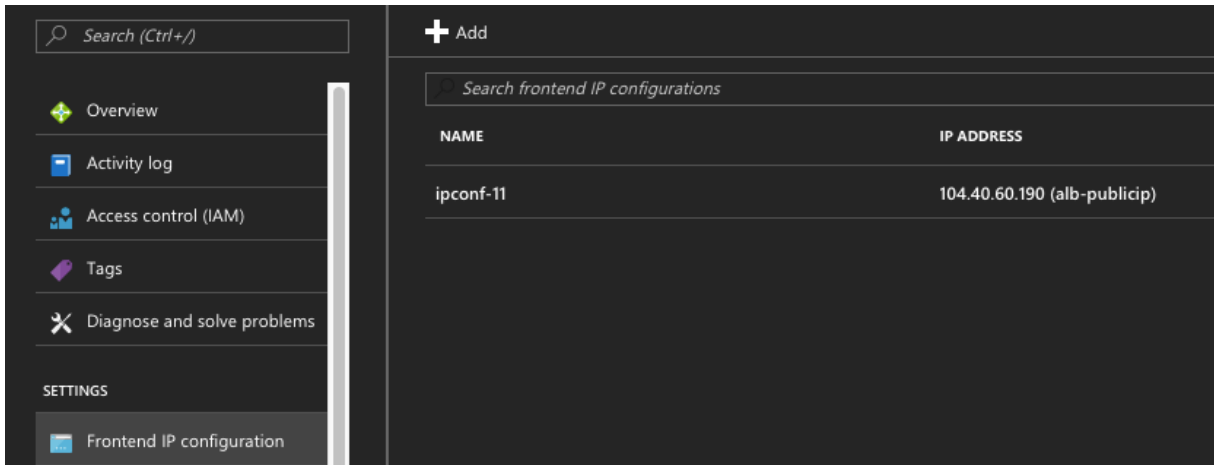 Search (Ctrl+/)
Overview
Activity log
Access control (IAM)
Tags
Diagnose and solve problems
SETTINGS
Frontend IP configuration
Add
Search frontend IP configurations
NAME IP ADDRESS
ipconf-11 104.40.60.190 (alb-publicip)